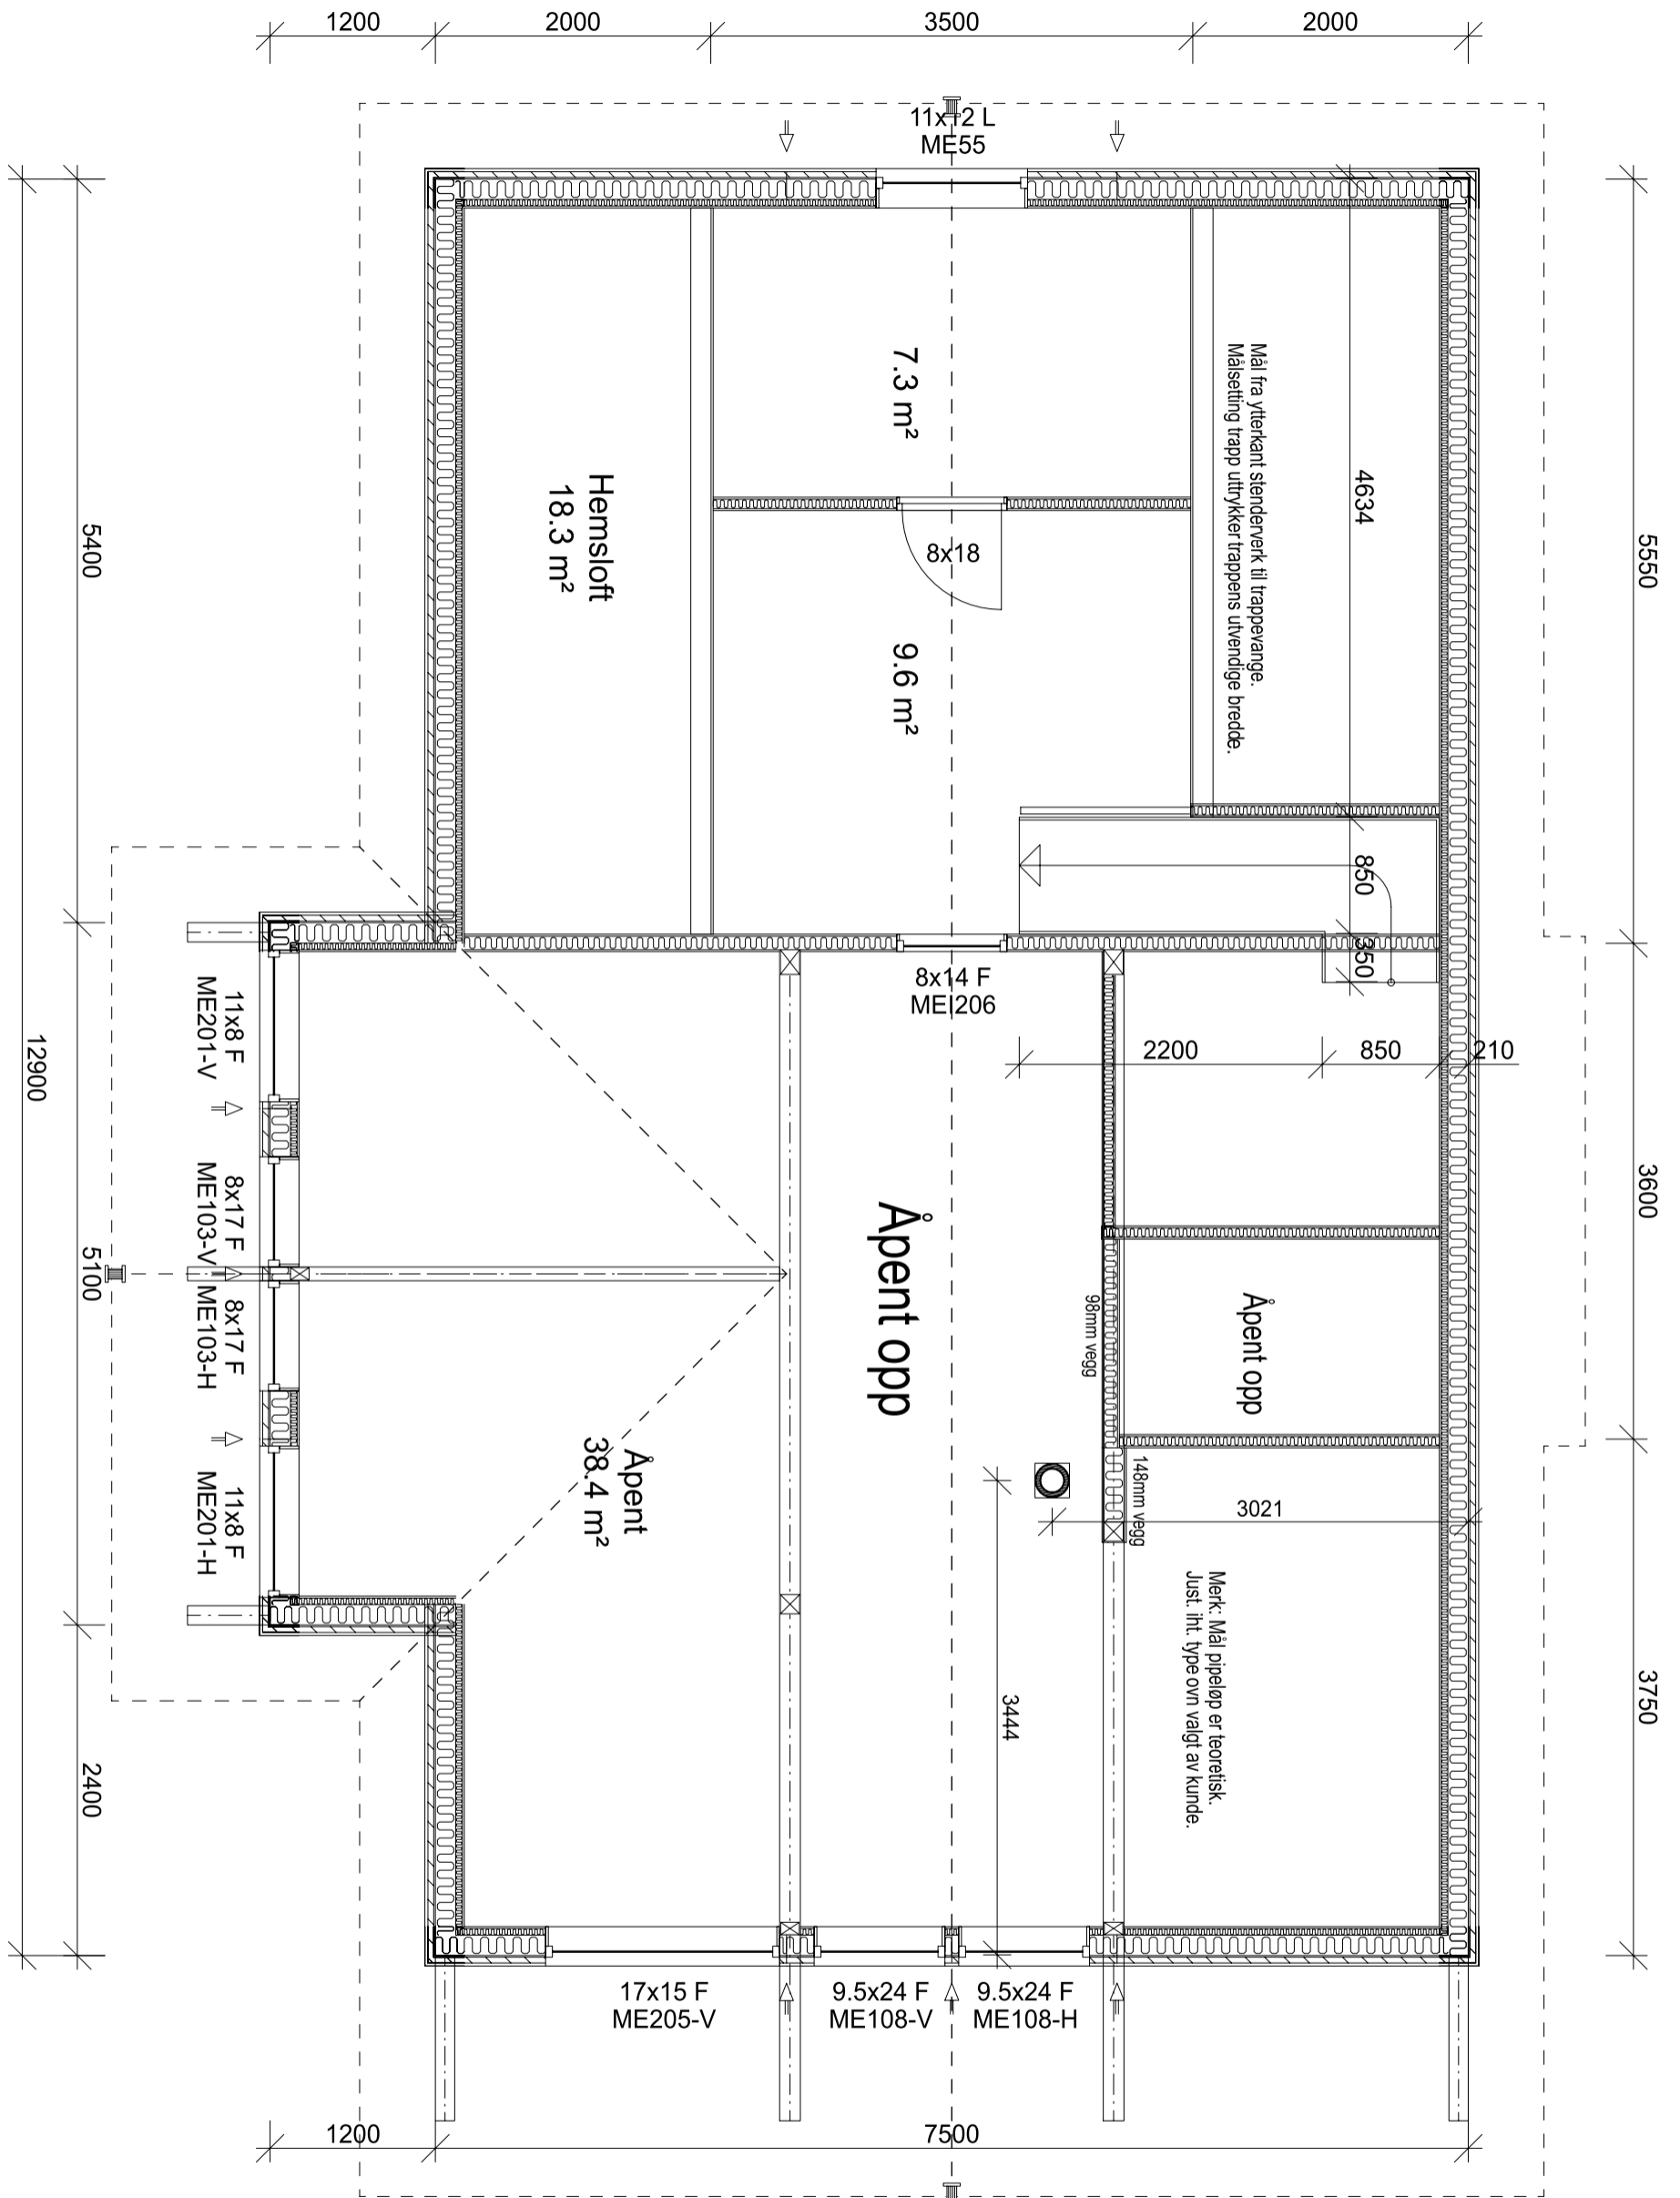 1200
2000
3500
2000
11x12 L
ME55
5400
5100
2400
12900
5550
3600
3750
7.3 m²
4634
Mål fra ytterkant stenderverk til trappevange.
Målsetting trapp uttrykker trappens utvendige bredde.
Hemsloft
18.3 m²
8x18
9.6 m²
850
350
8x14 F
MEI206
2200
850
210
11x8 F
ME201-V
8x17 F
ME103-V
8x17 F
ME103-H
11x8 F
ME201-H
Åpent opp
Åpent opp
98mm vegg
148mm vegg
Åpent
38.4 m²
3021
3444
Merk: Mål pipeløp er teoretisk.
Just. iht. type ovn valgt av kunde.
17x15 F
ME205-V
9.5x24 F
ME108-V
9.5x24 F
ME108-H
1200
7500